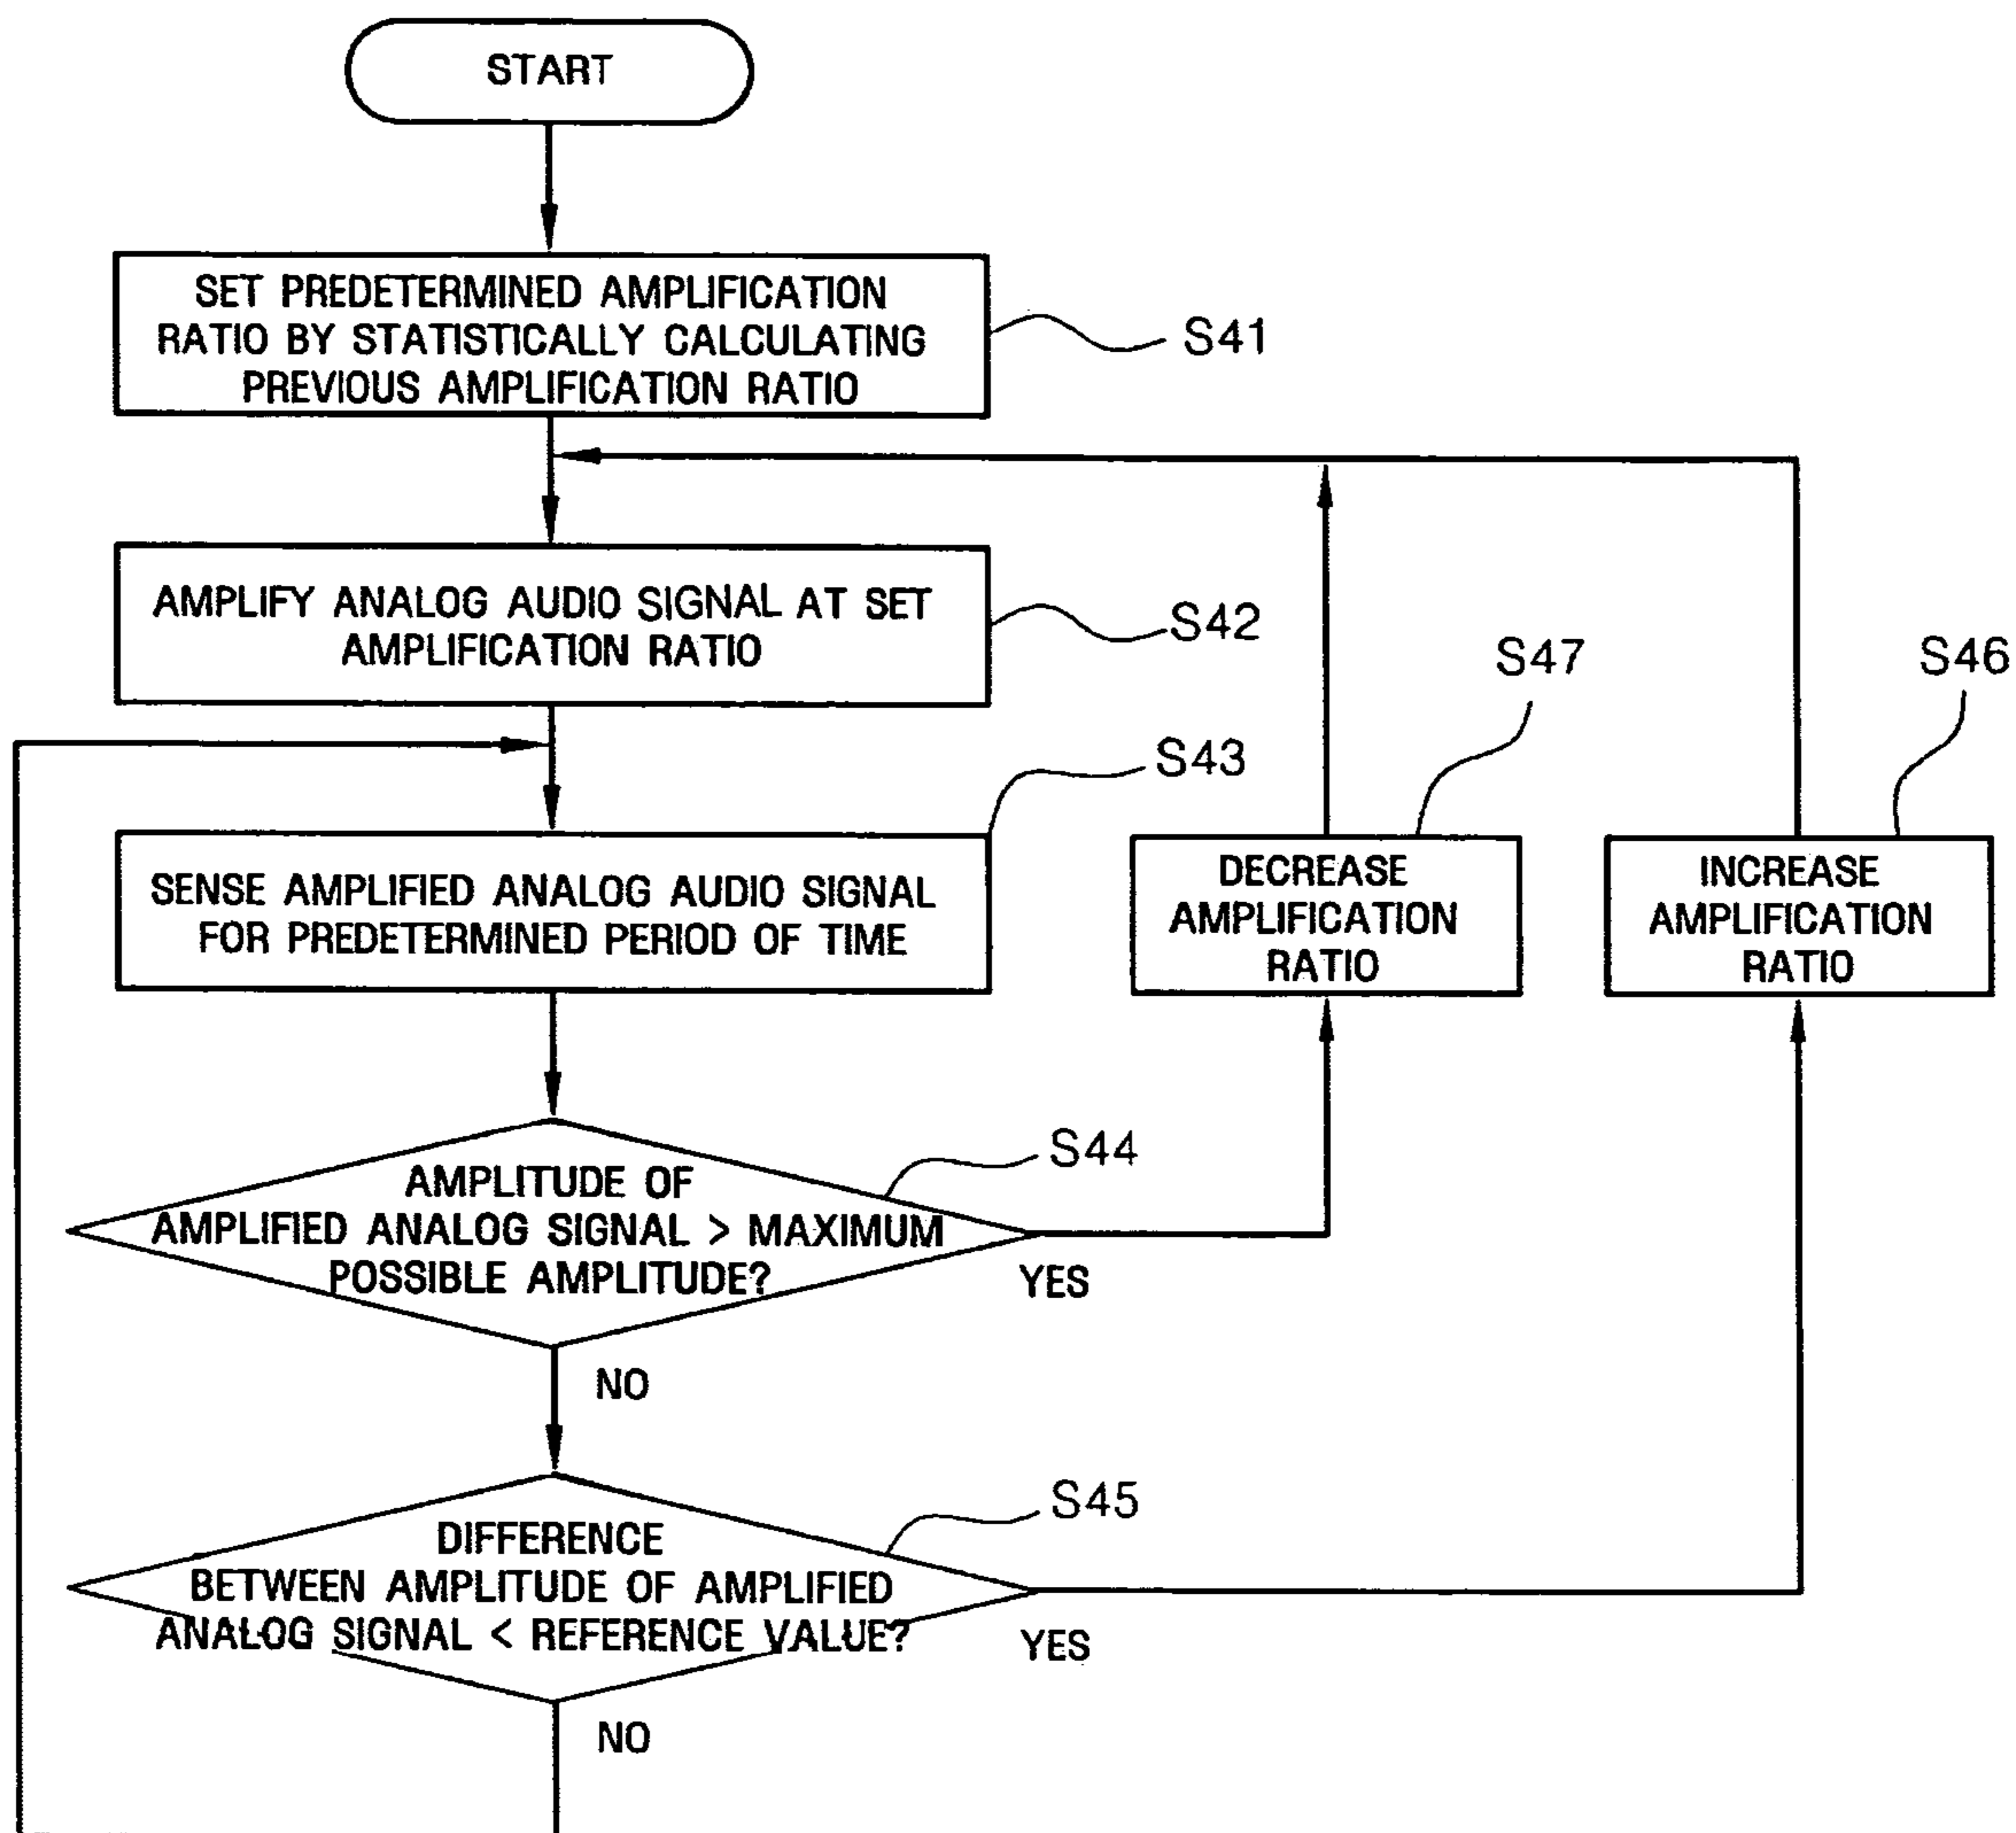 START
SET PREDETERMINED AMPLIFICATION
RATIO BY STATISTICALLY CALCULATING
PREVIOUS AMPLIFICATION RATIO
S41
AMPLIFY ANALOG AUDIO SIGNAL AT SET
AMPLIFICATION RATIO
S42
S47
S46
S43
SENSE AMPLIFIED ANALOG AUDIO SIGNAL
FOR PREDETERMINED PERIOD OF TIME
DECREASE
AMPLIFICATION
RATIO
INCREASE
AMPLIFICATION
RATIO
S44
AMPLITUDE OF
AMPLIFIED ANALOG SIGNAL > MAXIMUM
POSSIBLE AMPLITUDE?
YES
NO
S45
DIFFERENCE
BETWEEN AMPLITUDE OF AMPLIFIED
ANALOG SIGNAL < REFERENCE VALUE?
YES
NO